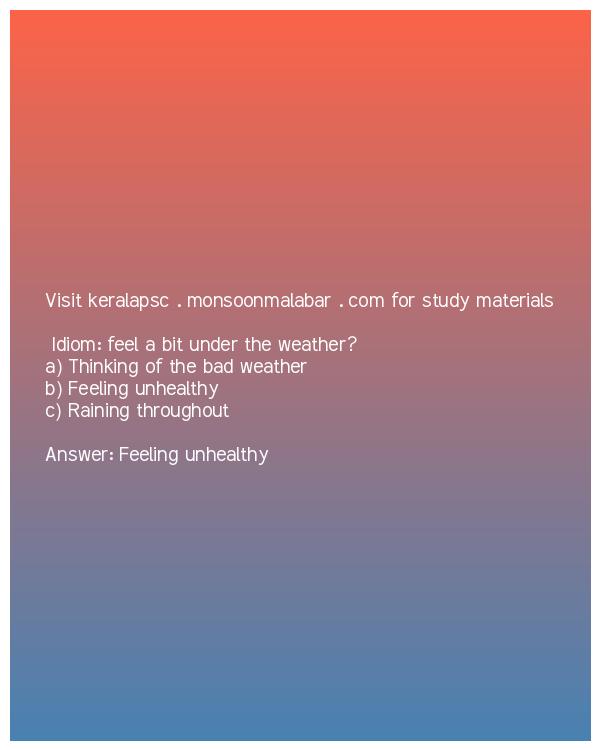 Visit keralapsc . monsoonmalabar . com for study materials
Idiom: feel a bit under the weather?
a) Thinking of the bad weather
b) Feeling unhealthy
c) Raining throughout
Answer: Feeling unhealthy